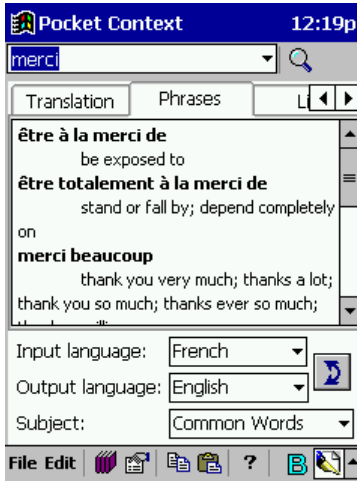 Pocket Context 12:19p
merci
Translation Phrases Li
être à la merci de
be exposed to
être totalement à la merci de
stand or fall by; depend completely
on
merci beaucoup
thank you very much; thanks a lot;
thank you so much; thanks ever so much;
Input language: French
Output language: English
Subject: Common Words
File Edit ? B